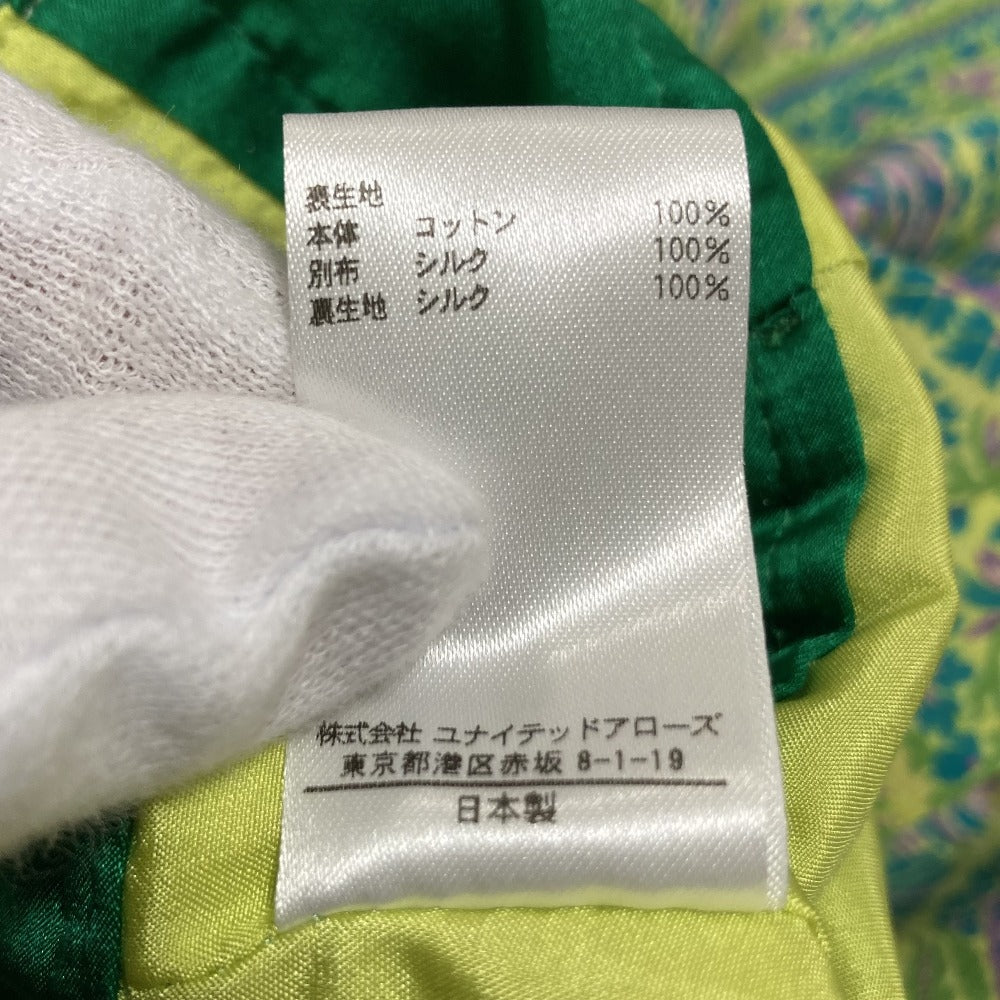 表生地
本体 コットン 100%
別布 シルク 100%
裏生地 シルク 100%
株式会社 ユナイテッドアローズ
東京都港区赤坂 8-1-19
日本製